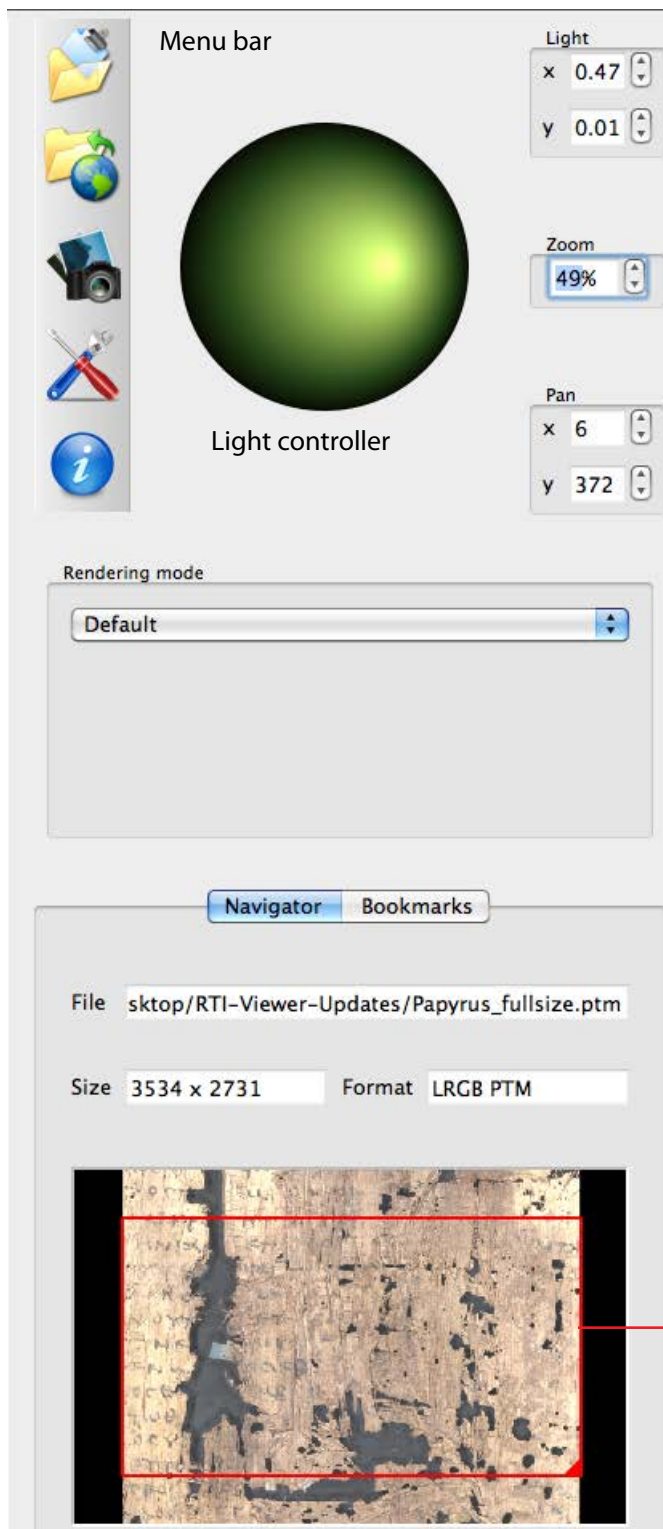 Menu bar
Light
x 0.47
y 0.01
Zoom
49%
Light controller
Pan
x 6
y 372
Rendering mode
Default
Navigator Bookmarks
File sktop/RTI-Viewer-Updates/Papyrus_fullsize.ptm
Size 3534 x 2731 Format LRGB PTM